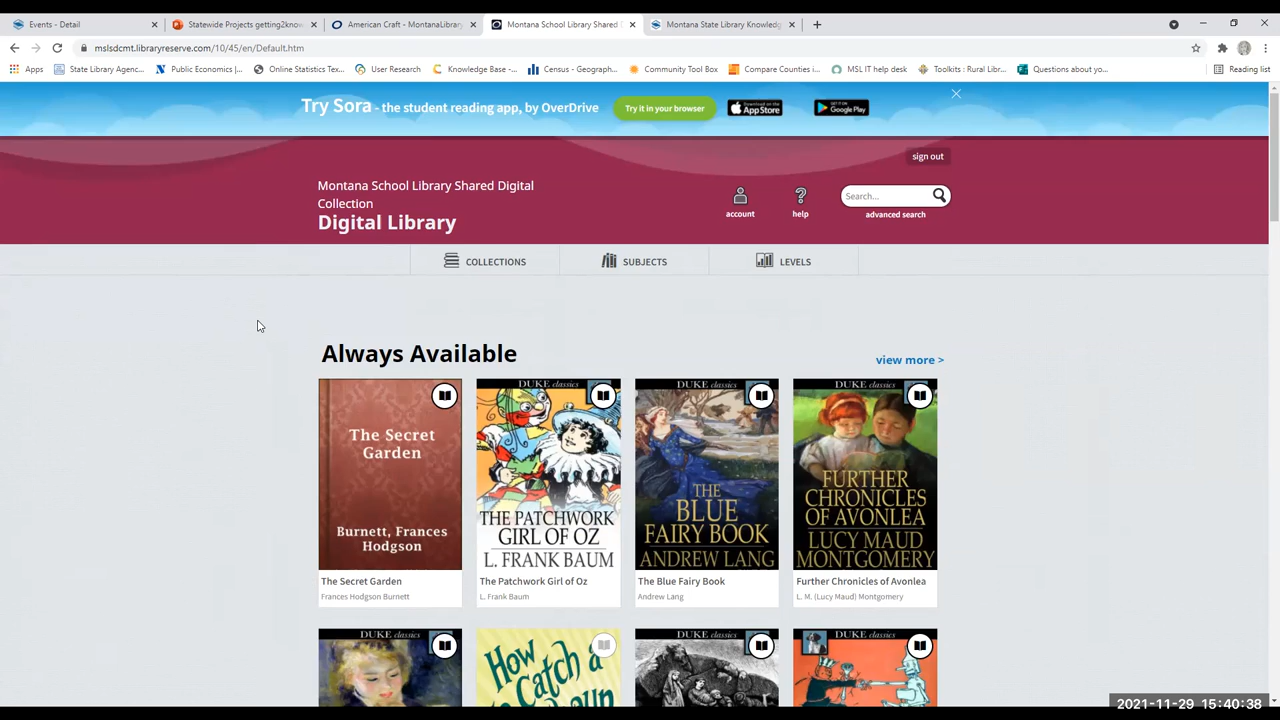 Events - Detail
Statewide Projects getting2know
American Craft - MontanaLibrary
Montana School Library Shared D
Montana State Library Knowledg
mslsdcmt.libraryreserve.com/10/45/en/Default.htm
Apps
State Library Agenc...
Public Economics |...
Online Statistics Tex...
User Research
Knowledge Base -...
Census - Geograph...
Community Tool Box
Compare Counties i...
MSL IT help desk
Toolkits : Rural Libr...
Questions about yo...
Reading list
Try Sora - the student reading app, by OverDrive
Try it in your browser
Download on the App Store
GET IT ON Google Play
sign out
Montana School Library Shared Digital
Collection
Digital Library
account
help
Search...
advanced search
COLLECTIONS
SUBJECTS
LEVELS
Always Available
view more >
The Secret
Garden
Burnett, Frances
Hodgson
The Secret Garden
Frances Hodgson Burnett
DUKE classics
THE PATCHWORK
GIRL OF OZ
L. FRANK BAUM
The Patchwork Girl of Oz
L. Frank Baum
DUKE classics
THE
BLUE
FAIRY BOOK
ANDREW LANG
The Blue Fairy Book
Andrew Lang
DUKE classics
FURTHER
CHRONICLES
OF AVONLEA
LUCY MAUD
MONTGOMERY
Further Chronicles of Avonlea
L. M. (Lucy Maud) Montgomery
DUKE classics
How
Catch a
DUKE classics
DUKE classics
2021-11-29 15:40:38